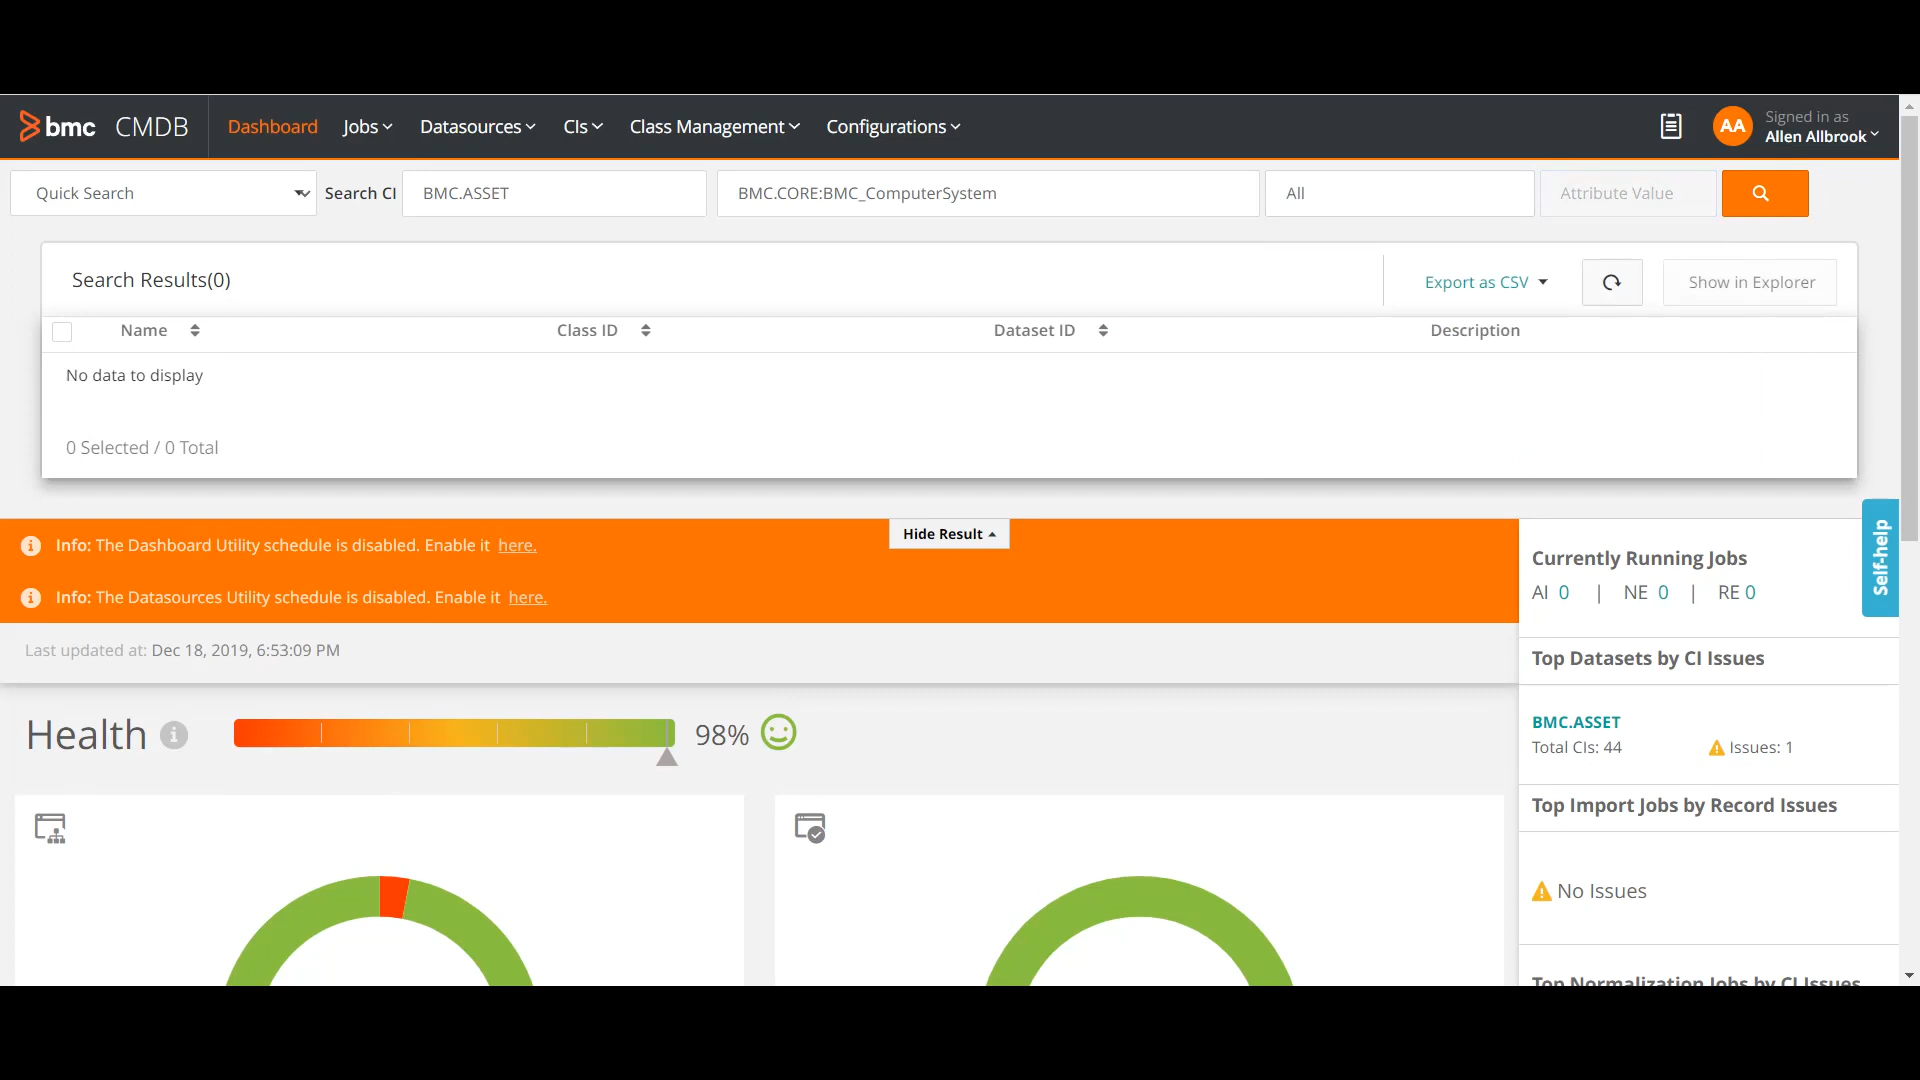 bmc CMDB Dashboard Jobs Datasources CIs Class Management Configurations AA Signed in as Allen Allbrook
Quick Search Search CI BMC.ASSET BMC.CORE:BMC_ComputerSystem All Attribute Value
Search Results(0) Export as CSV Show in Explorer
Name Class ID Dataset ID Description
No data to display
0 Selected / 0 Total
Hide Result
Info: The Dashboard Utility schedule is disabled. Enable it here.
Info: The Datasources Utility schedule is disabled. Enable it here.
Last updated at: Dec 18, 2019, 6:53:09 PM
Health 98%
Currently Running Jobs
AI 0 | NE 0 | RE 0
Self-help
Top Datasets by CI Issues
BMC.ASSET
Total CIs: 44 Issues: 1
Top Import Jobs by Record Issues
No Issues
Top Normalization Jobs by CI Issues